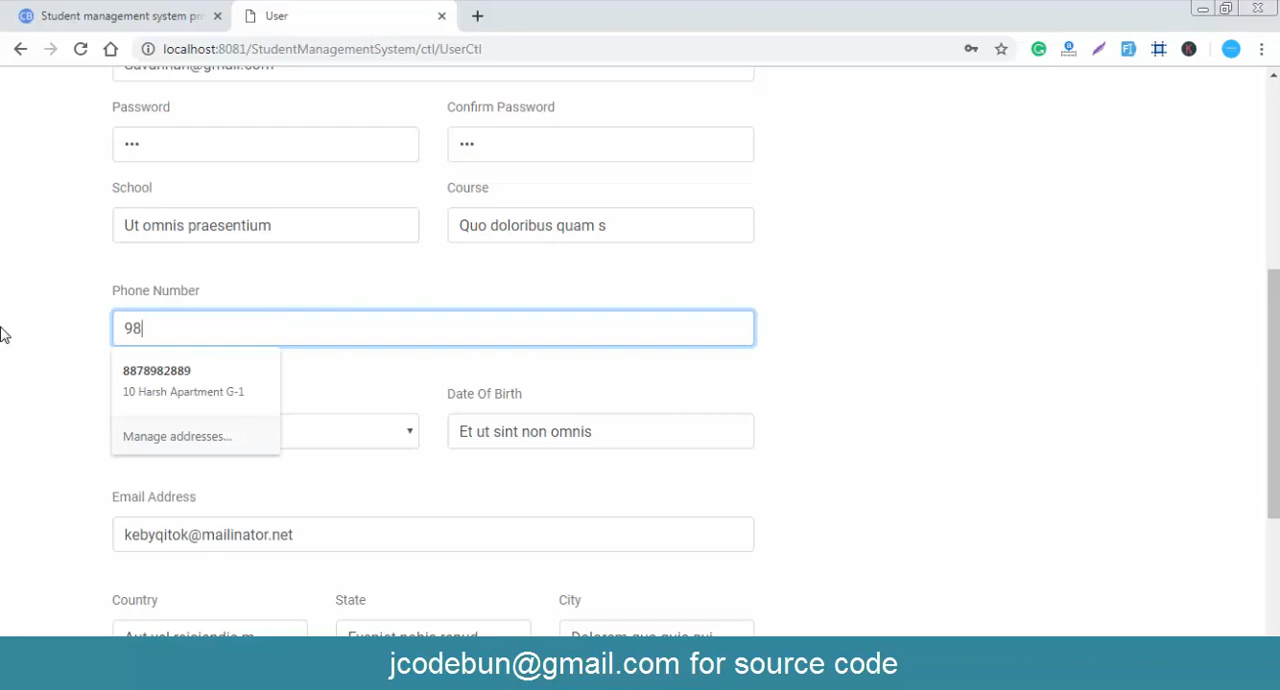 Student management system pr
User
localhost:8081/StudentManagementSystem/ctl/UserCtl
Password
Confirm Password
•••
•••
School
Course
Ut omnis praesentium
Quo doloribus quam s
Phone Number
98
8878982889
10 Harsh Apartment G-1
Manage addresses...
Date Of Birth
Et ut sint non omnis
Email Address
kebyqitok@mailinator.net
Country
State
City
jcodebun@gmail.com for source code